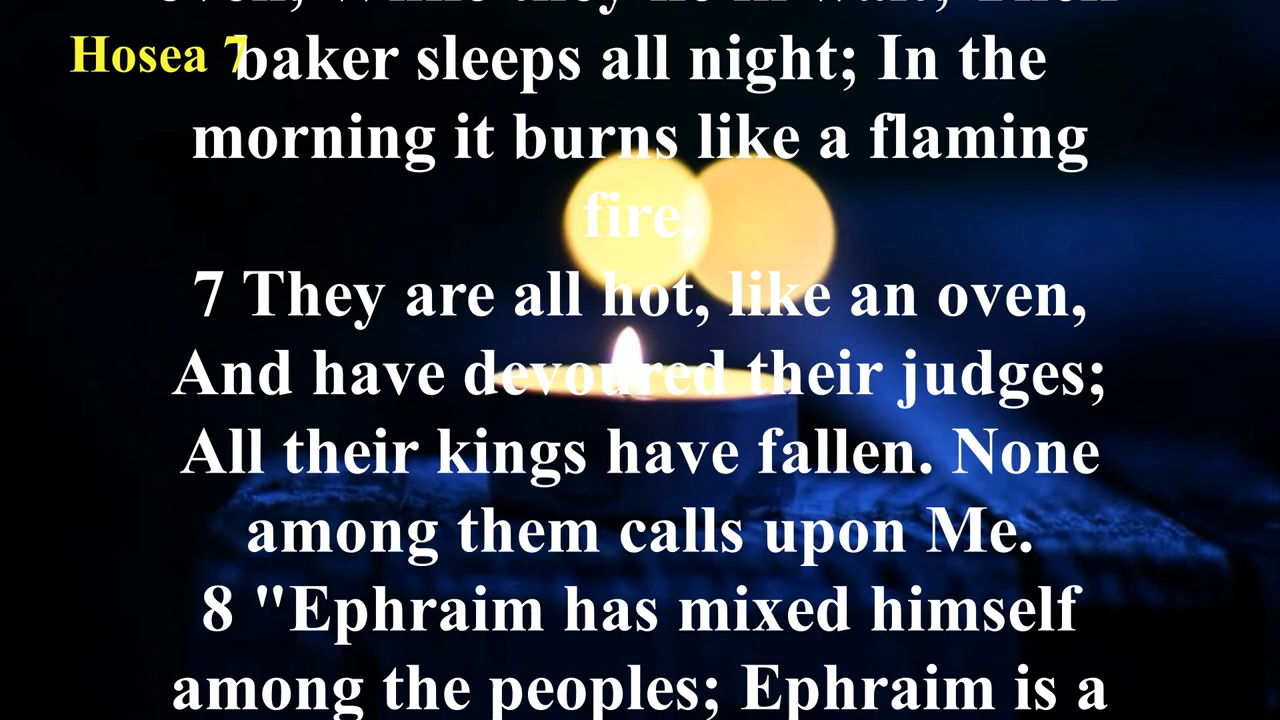 Hosea 7
baker sleeps all night; In the
morning it burns like a flaming
fire.
7 They are all hot, like an oven,
And have devoured their judges;
All their kings have fallen. None
among them calls upon Me.
8 "Ephraim has mixed himself
among the peoples; Ephraim is a